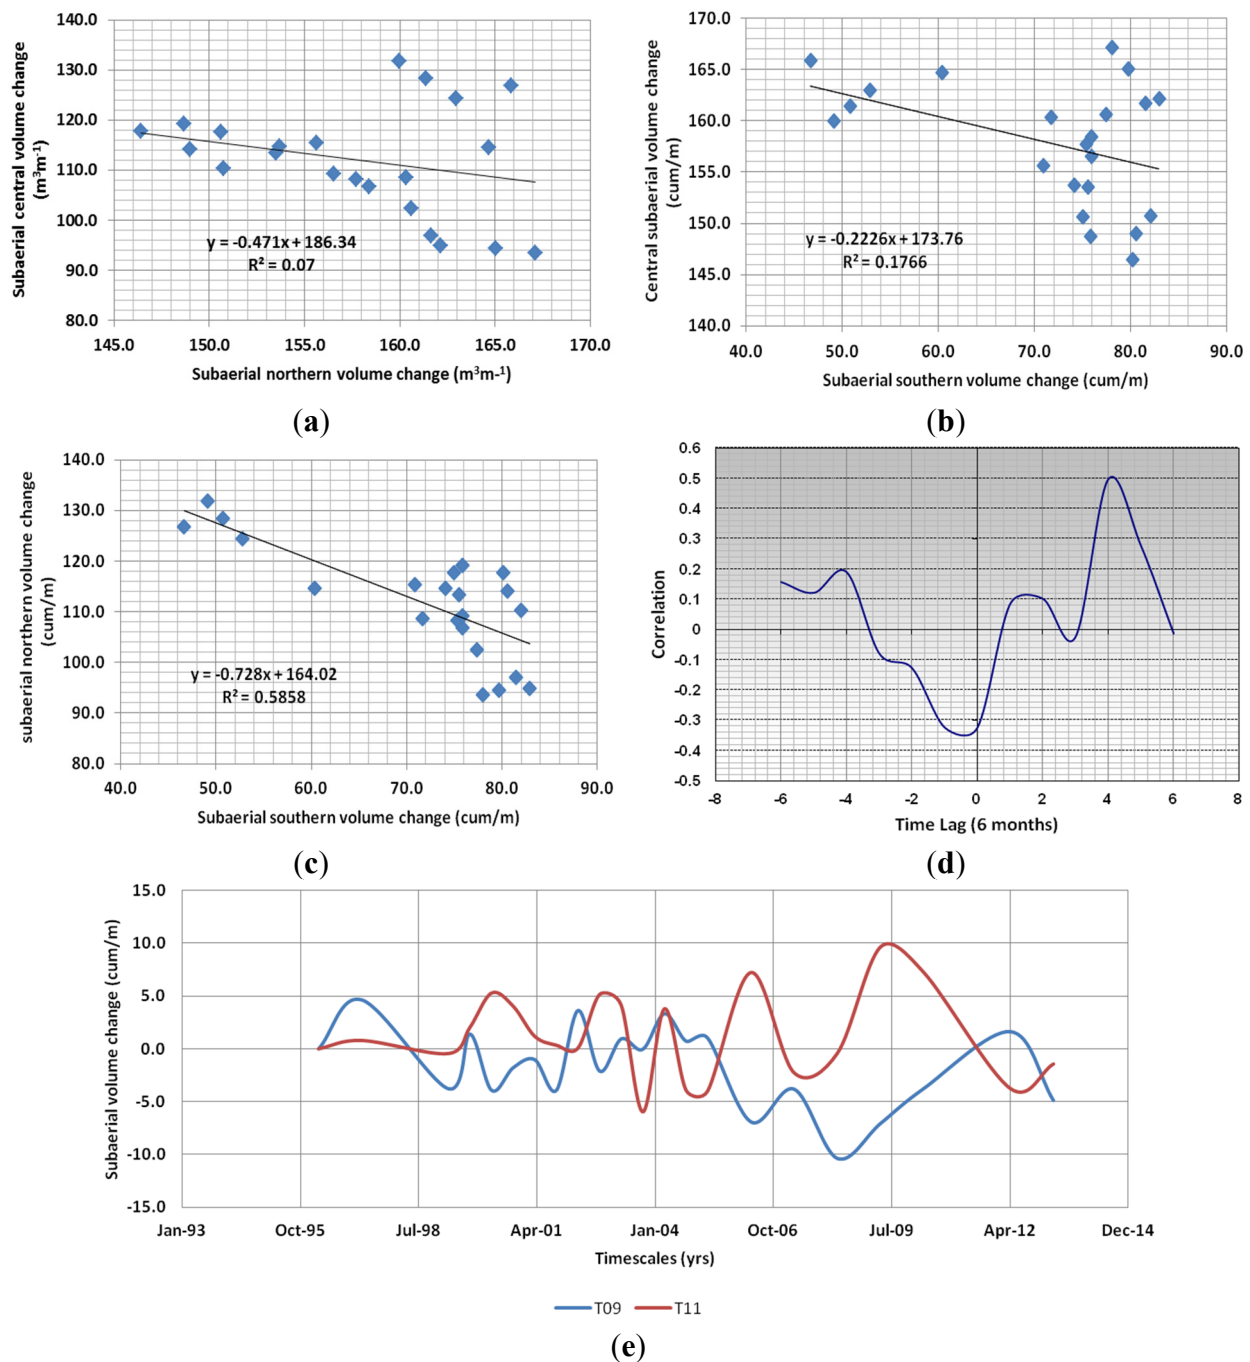 140.0
130.0
120.0
110.0
100.0
90.0
80.0
Subaerial central volume change
(m³m⁻¹)
y = -0.471x + 186.34
R² = 0.07
145.0 150.0 155.0 160.0 165.0 170.0
Subaerial northern volume change (m³m⁻¹)
(a)
170.0
165.0
160.0
155.0
150.0
145.0
140.0
Central subaerial volume change
(cum/m)
y = -0.2226x + 173.76
R² = 0.1766
40.0 50.0 60.0 70.0 80.0 90.0
Subaerial southern volume change (cum/m)
(b)
140.0
130.0
120.0
110.0
100.0
90.0
80.0
subaerial northern volume change
(cum/m)
y = -0.728x + 164.02
R² = 0.5858
40.0 50.0 60.0 70.0 80.0 90.0
Subaerial southern volume change (cum/m)
(c)
0.6
0.5
0.4
0.3
0.2
0.1
0
-0.1
-0.2
-0.3
-0.4
-0.5
Correlation
-8 -6 -4 -2 0 2 4 6 8
Time Lag (6 months)
(d)
15.0
10.0
5.0
0.0
-5.0
-10.0
-15.0
Subaerial volume change (cum/m)
Jan-93 Oct-95 Jul-98 Apr-01 Jan-04 Oct-06 Jul-09 Apr-12 Dec-14
Timescales (yrs)
T09 T11
(e)